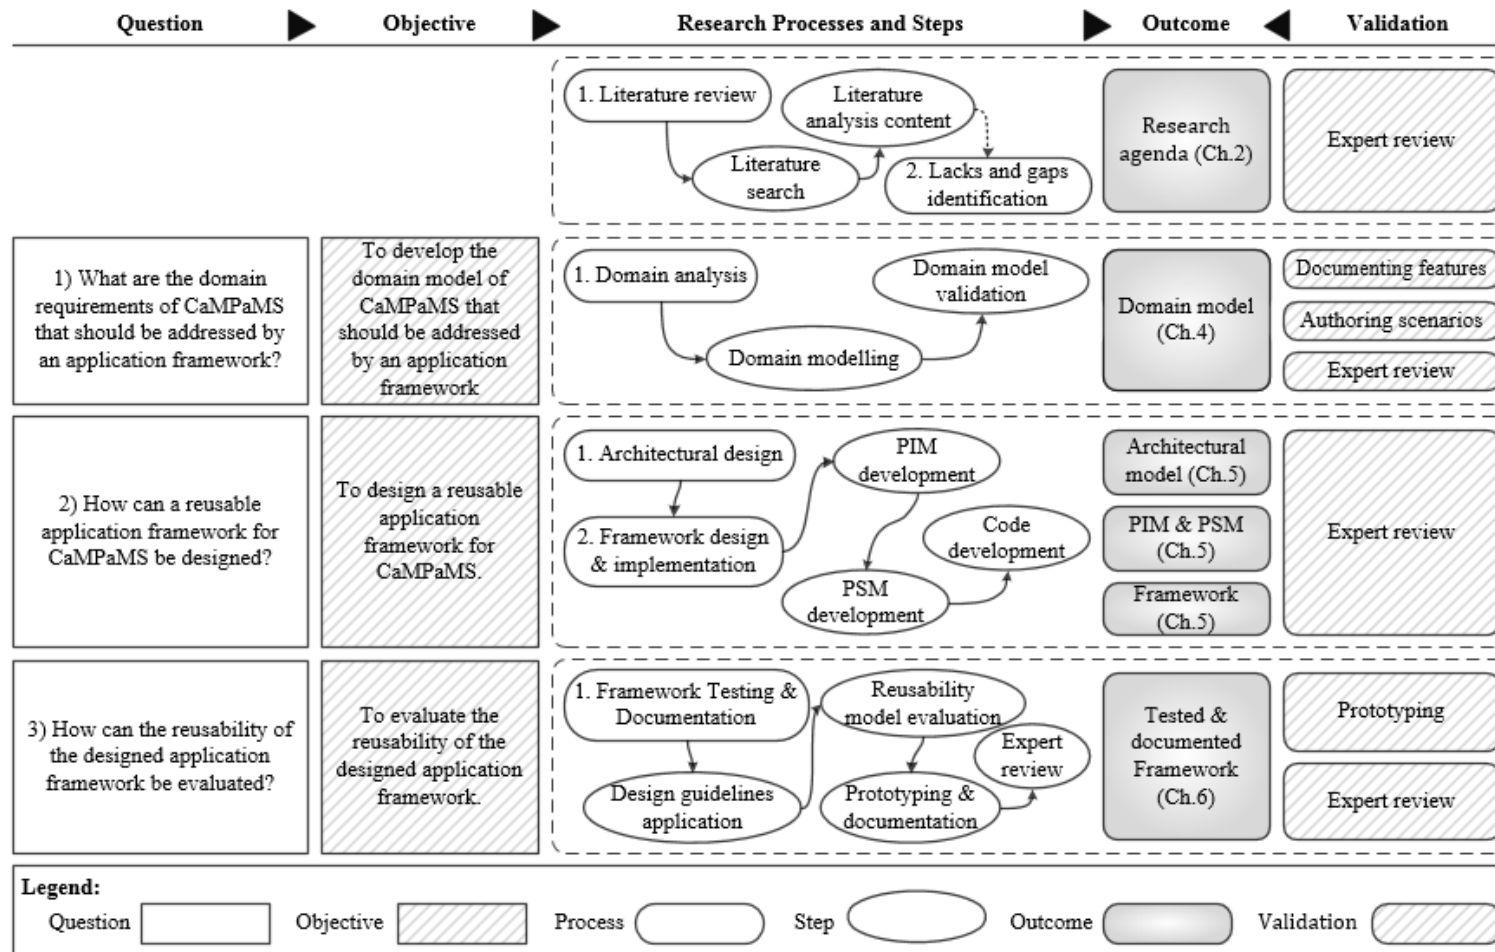 Question
Objective
Research Processes and Steps
Outcome
Validation
1. Literature review
Literature
search
Literature
analysis content
2. Lacks and gaps
identification
Research
agenda (Ch.2)
Expert review
1) What are the domain
requirements of CaMPaMS
that should be addressed by
an application framework?
To develop the
domain model of
CaMPaMS that
should be addressed
by an application
framework
1. Domain analysis
Domain modelling
Domain model
validation
Domain model
(Ch.4)
Documenting features
Authoring scenarios
Expert review
2) How can a reusable
application framework for
CaMPaMS be designed?
To design a reusable
application
framework for
CaMPaMS.
1. Architectural design
2. Framework design
& implementation
PIM
development
PSM
development
Code
development
Architectural
model (Ch.5)
PIM & PSM
(Ch.5)
Framework
(Ch.5)
Expert review
3) How can the reusability of
the designed application
framework be evaluated?
To evaluate the
reusability of the
designed application
framework.
1. Framework Testing &
Documentation
Design guidelines
application
Reusability
model evaluation
Prototyping &
documentation
Expert
review
Tested &
documented
Framework
(Ch.6)
Prototyping
Expert review
Legend:
Question
Objective
Process
Step
Outcome
Validation